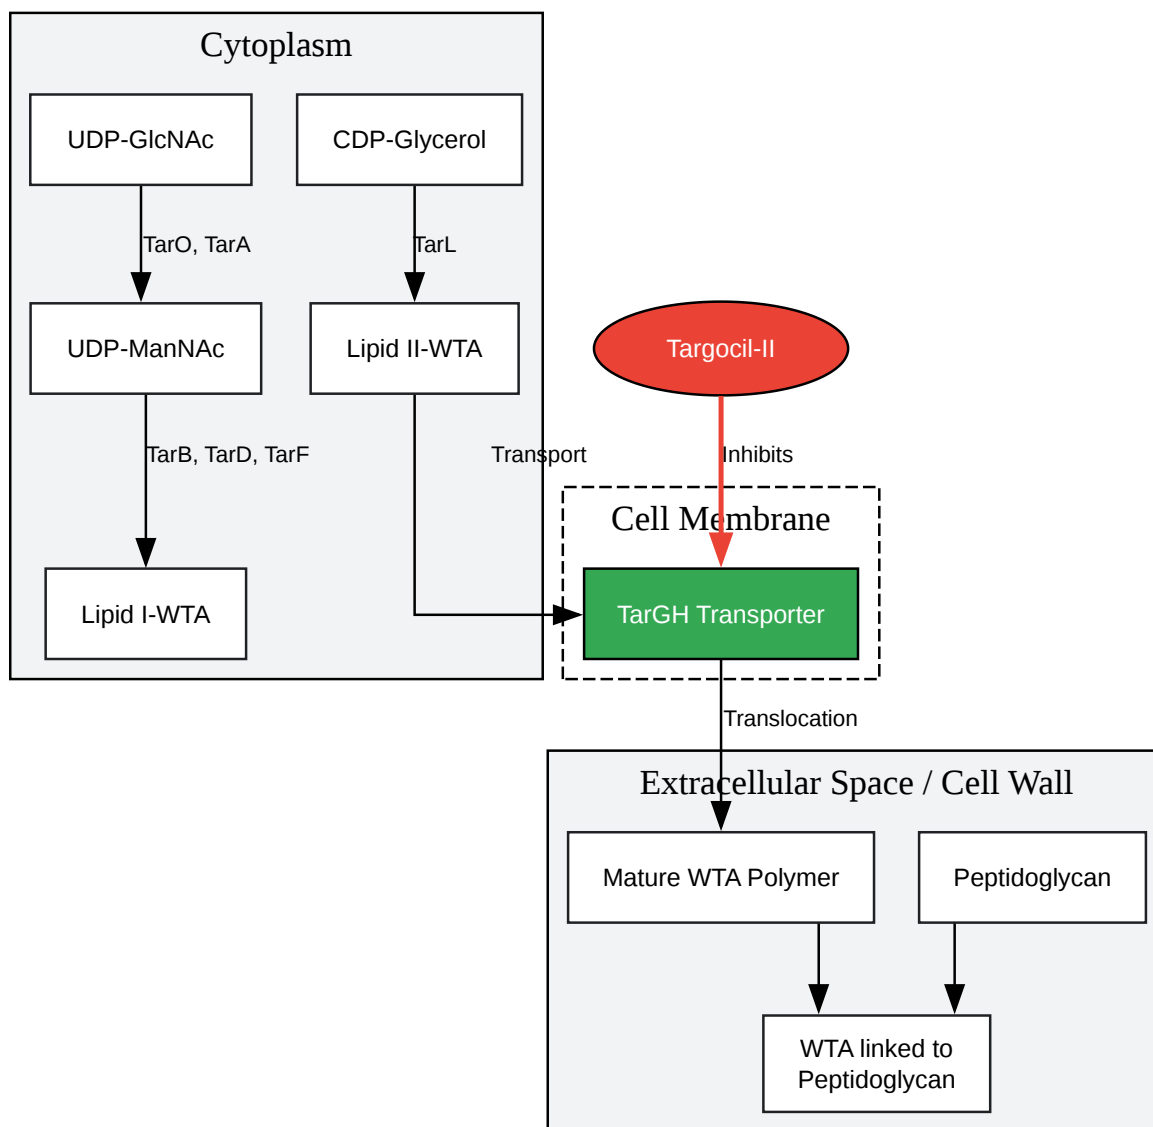 Cytoplasm
UDP-GlcNAc
CDP-Glycerol
TarO, TarA
TarL
UDP-ManNAc
Lipid II-WTA
Targocil-II
TarB, TarD, TarF
Transport
Inhibits
Cell Membrane
Lipid I-WTA
TarGH Transporter
Translocation
Extracellular Space / Cell Wall
Mature WTA Polymer
Peptidoglycan
WTA linked to
Peptidoglycan